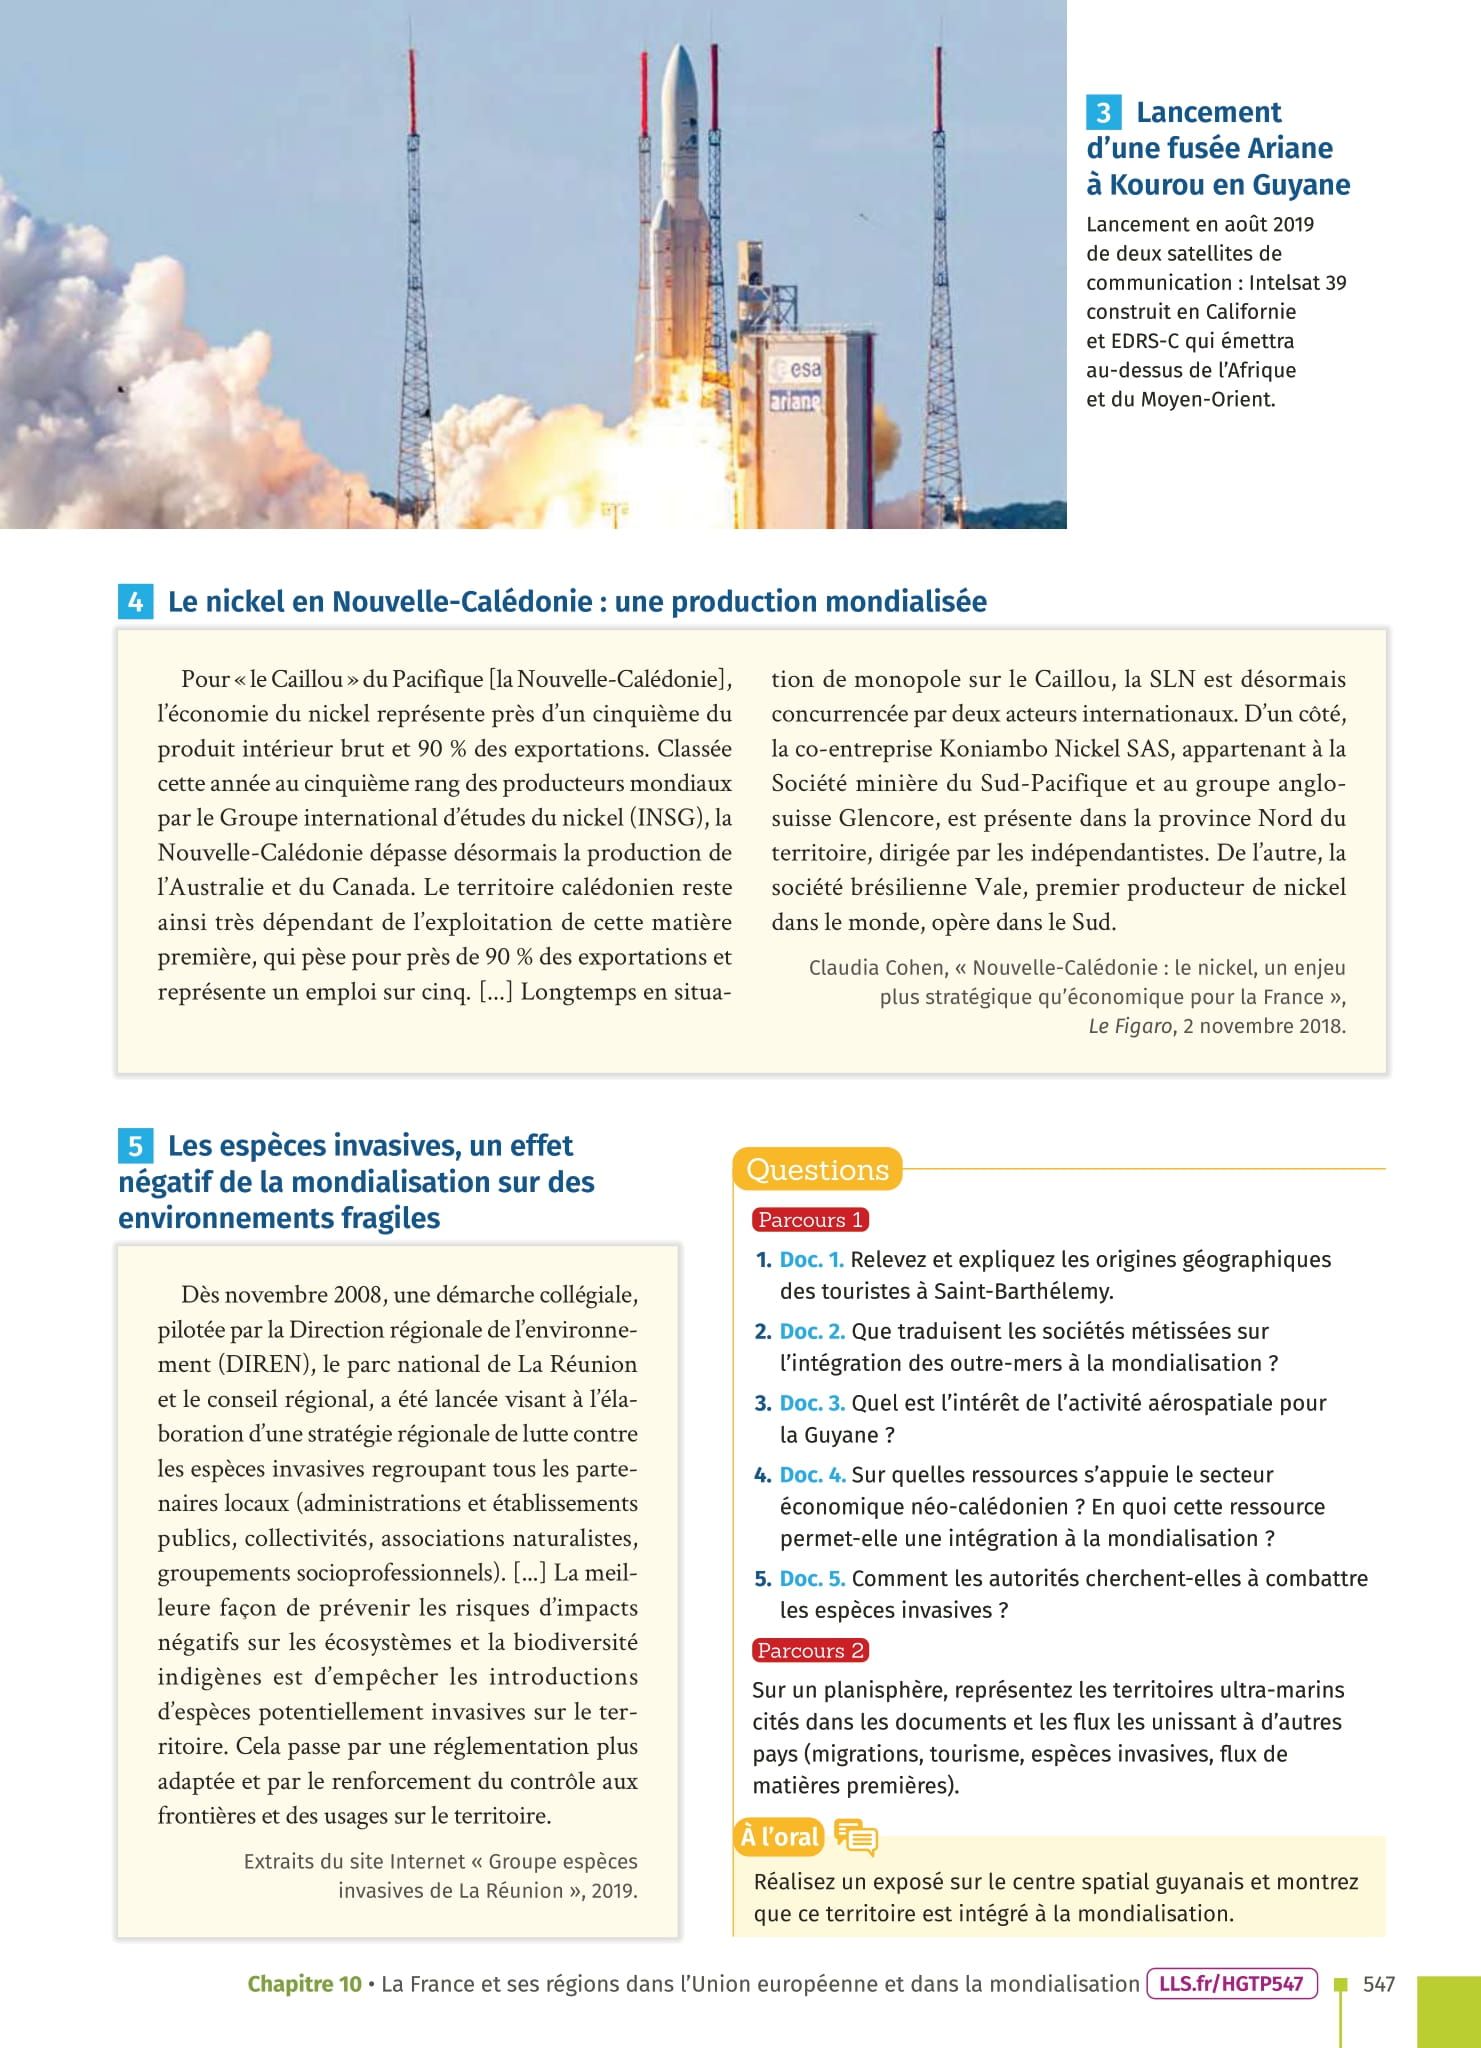 esa
ariane
3 Lancement
d'une fusée Ariane
à Kourou en Guyane
Lancement en août 2019
de deux satellites de
communication : Intelsat 39
construit en Californie
et EDRS-C qui émettra
au-dessus de l'Afrique
et du Moyen-Orient.
4 Le nickel en Nouvelle-Calédonie : une production mondialisée
Pour « le Caillou » du Pacifique [la Nouvelle-Calédonie],
l'économie du nickel représente près d'un cinquième du
produit intérieur brut et 90 % des exportations. Classée
cette année au cinquième rang des producteurs mondiaux
par le Groupe international d'études du nickel (INSG), la
Nouvelle-Calédonie dépasse désormais la production de
l'Australie et du Canada. Le territoire calédonien reste
ainsi très dépendant de l'exploitation de cette matière
première, qui pèse pour près de 90 % des exportations et
représente un emploi sur cinq. [...] Longtemps en situa-
tion de monopole sur le Caillou, la SLN est désormais
concurrencée par deux acteurs internationaux. D'un côté,
la co-entreprise Koniambo Nickel SAS, appartenant à la
Société minière du Sud-Pacifique et au groupe anglo-
suisse Glencore, est présente dans la province Nord du
territoire, dirigée par les indépendantistes. De l'autre, la
société brésilienne Vale, premier producteur de nickel
dans le monde, opère dans le Sud.
Claudia Cohen, « Nouvelle-Calédonie : le nickel, un enjeu
plus stratégique qu'économique pour la France »,
Le Figaro, 2 novembre 2018.
5 Les espèces invasives, un effet
négatif de la mondialisation sur des
environnements fragiles
Dès novembre 2008, une démarche collégiale,
pilotée par la Direction régionale de l'environne-
ment (DIREN), le parc national de La Réunion
et le conseil régional, a été lancée visant à l'éla-
boration d'une stratégie régionale de lutte contre
les espèces invasives regroupant tous les parte-
naires locaux (administrations et établissements
publics, collectivités, associations naturalistes,
groupements socioprofessionnels). [...] La meil-
leure façon de prévenir les risques d'impacts
négatifs sur les écosystèmes et la biodiversité
indigènes est d'empêcher les introductions
d'espèces potentiellement invasives sur le ter-
ritoire. Cela passe par une réglementation plus
adaptée et par le renforcement du contrôle aux
frontières et des usages sur le territoire.
Extraits du site Internet « Groupe espèces
invasives de La Réunion », 2019.
Questions
Parcours 1
1. Doc. 1. Relevez et expliquez les origines géographiques
des touristes à Saint-Barthélemy.
2. Doc. 2. Que traduisent les sociétés métissées sur
l'intégration des outre-mers à la mondialisation ?
3. Doc. 3. Quel est l'intérêt de l'activité aérospatiale pour
la Guyane ?
4. Doc. 4. Sur quelles ressources s'appuie le secteur
économique néo-calédonien ? En quoi cette ressource
permet-elle une intégration à la mondialisation ?
5. Doc. 5. Comment les autorités cherchent-elles à combattre
les espèces invasives ?
Parcours 2
Sur un planisphère, représentez les territoires ultra-marins
cités dans les documents et les flux les unissant à d'autres
pays (migrations, tourisme, espèces invasives, flux de
matières premières).
À l'oral
Réalisez un exposé sur le centre spatial guyanais et montrez
que ce territoire est intégré à la mondialisation.
Chapitre 10 • La France et ses régions dans l'Union européenne et dans la mondialisation LLS.fr/HGTP547 547